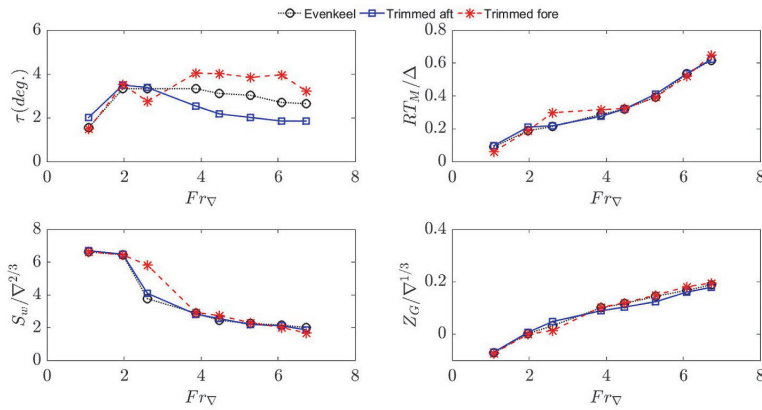 Evenkeel Trimmed aft Trimmed fore
τ(deg.)
6
4
2
0
0 2 4 6 8
Fr∇
RT_M/Δ
0.8
0.6
0.4
0.2
0
0 2 4 6 8
Fr∇
S_w/∇^{2/3}
8
6
4
2
0
0 2 4 6 8
Fr∇
Z_G/∇^{1/3}
0.4
0.2
0
0 2 4 6 8
Fr∇